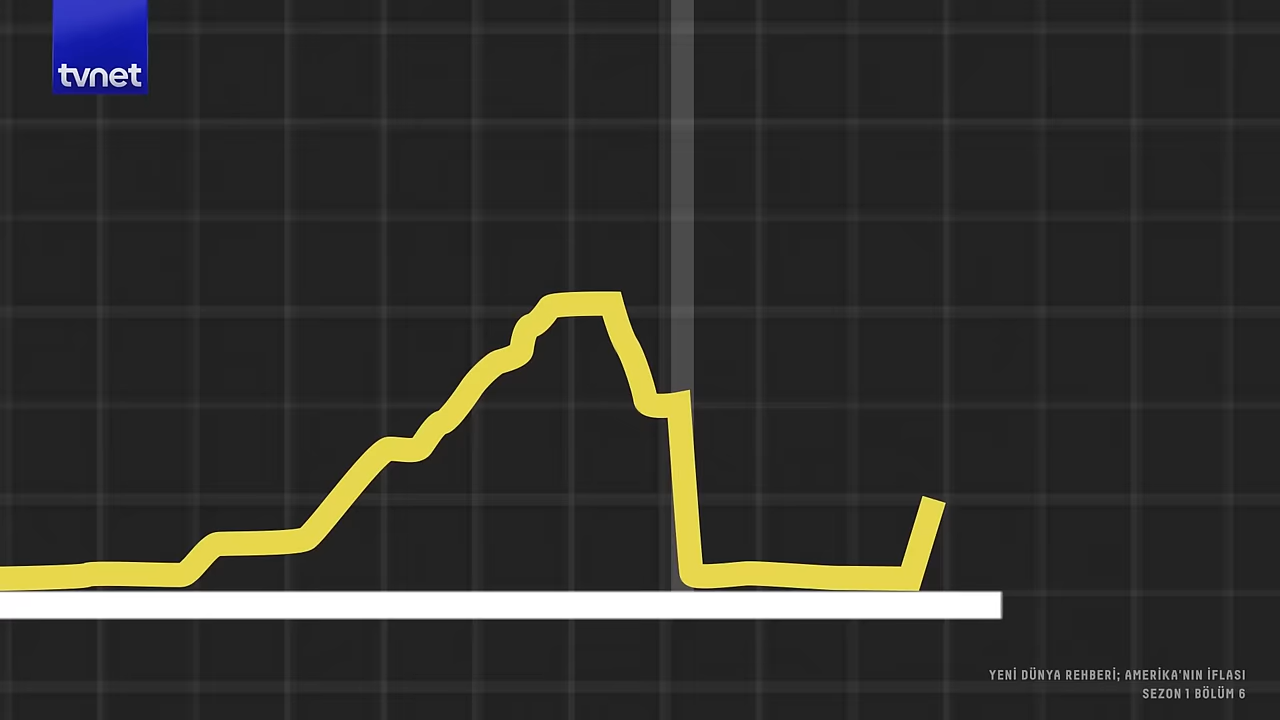 tvnet
YENİ DÜNYA REHBERİ; AMERİKA'NIN İFLASI
SEZON 1 BÖLÜM 6